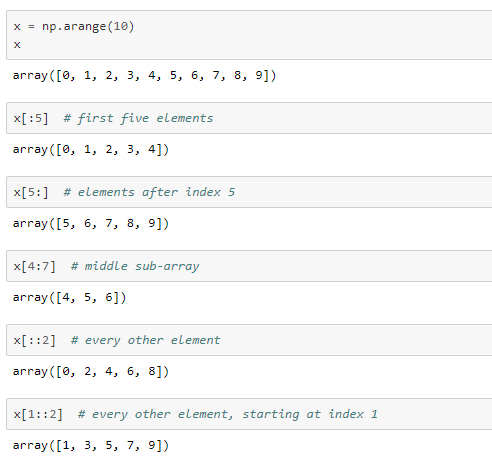 x = np.arange(10)
x
array([0, 1, 2, 3, 4, 5, 6, 7, 8, 9])
x[:5]  # first five elements
array([0, 1, 2, 3, 4])
x[5:]  # elements after index 5
array([5, 6, 7, 8, 9])
x[4:7]  # middle sub-array
array([4, 5, 6])
x[::2]  # every other element
array([0, 2, 4, 6, 8])
x[1::2]  # every other element, starting at index 1
array([1, 3, 5, 7, 9])